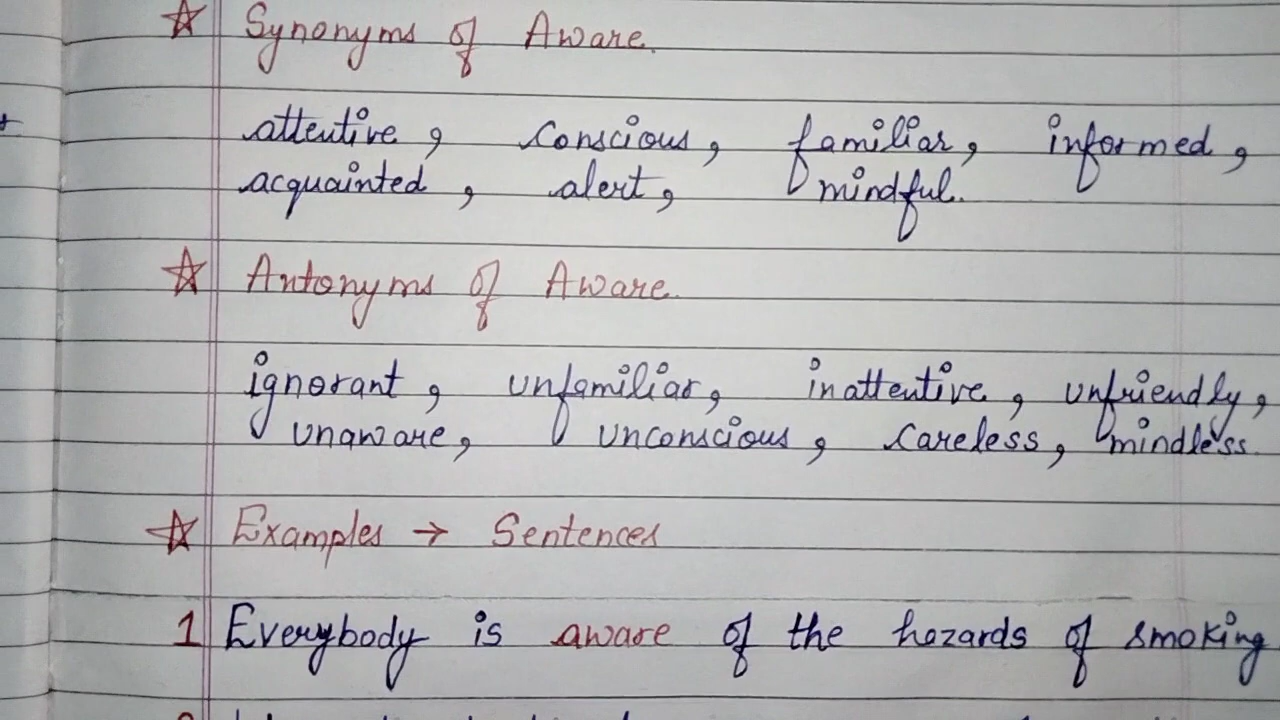 ☆ Synonyms of Aware.
attentive, conscious, familiar, informed,
acquainted, alert, mindful.
☆ Antonyms of Aware.
ignorant, unfamiliar, inattentive, unfriendly,
unaware, unconscious, careless, mindless.
☆ Examples → Sentences
1 Everybody is aware of the hazards of smoking